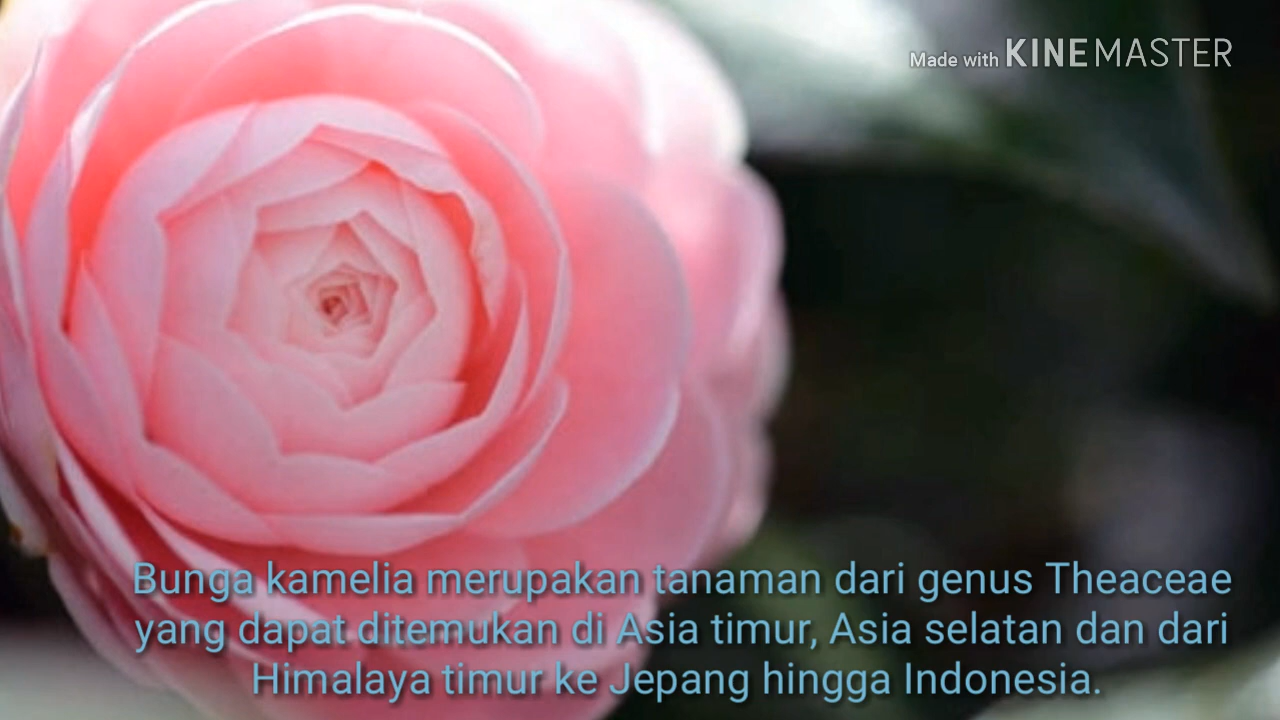 Made with KINEMASTER
Bunga kamelia merupakan tanaman dari genus Theaceae
yang dapat ditemukan di Asia timur, Asia selatan dan dari
Himalaya timur ke Jepang hingga Indonesia.